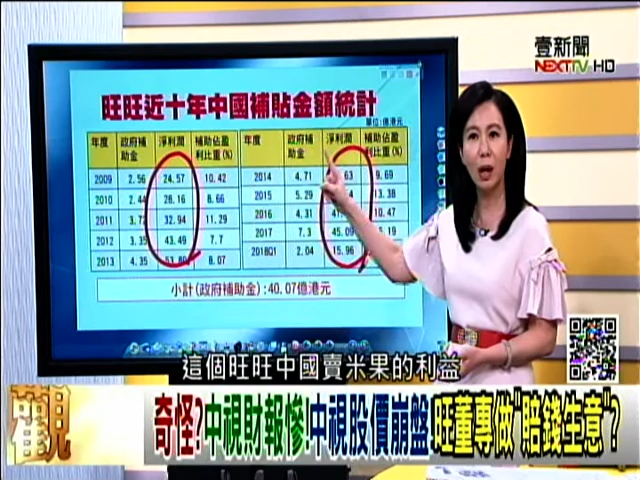 壹新聞
NEXTTV HD
旺旺近十年中國補貼金額統計
單位:億港元
年度 政府補助金 淨利潤 補助佔盈利比重(%) 年度 政府補助金 淨利潤 補助佔盈利比重(%)
2009 2.56 24.57 10.42 2014 4.71 .63 9.69
2010 2.44 28.16 8.66 2015 5.29 13.38
2011 3.72 32.94 11.29 2016 4.31 10.47
2012 3.35 43.49 7.7 2017 7.3 45.09 .19
2013 4.35 53.80 8.07 2018Q1 2.04 15.96
小計(政府補助金):40.07億港元
這個旺旺中國賣米果的利益
觀
奇怪?中視財報慘!中視股價崩盤 旺董專做"賠錢生意"?